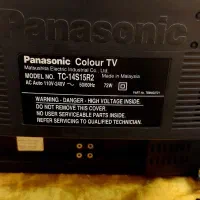 Panasonic
Panasonic Colour TV
Matsushita Electric Industrial Co., Ltd.
MODEL NO. TC-14S15R2 Made in Malaysia
AC Auto 110V-240V ~ 50/60Hz 72W
WARNING : HIGH VOLTAGE INSIDE.
DO NOT REMOVE BACK COVER.
NO USER-SERVICEABLE PARTS INSIDE.
REFER SERVICING TO QUALIFIED TECHNICIAN.